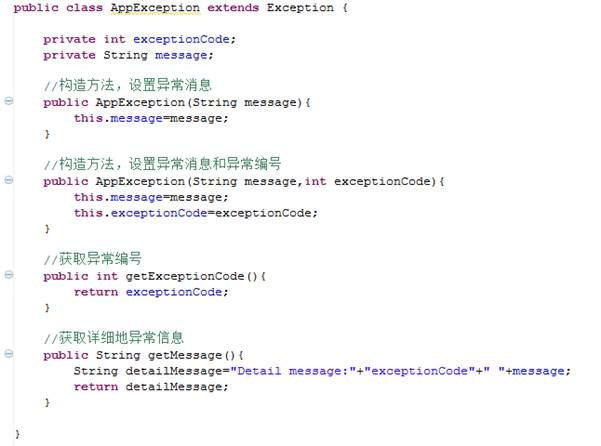 public class AppException extends Exception {
private int exceptionCode;
private String message;
//构造方法，设置异常消息
public AppException(String message){
this.message=message;
}
//构造方法，设置异常消息和异常编号
public AppException(String message,int exceptionCode){
this.message=message;
this.exceptionCode=exceptionCode;
}
//获取异常编号
public int getExceptionCode(){
return exceptionCode;
}
//获取详细地异常信息
public String getMessage(){
String detailMessage="Detail message:"+"exceptionCode"+" "+message;
return detailMessage;
}
}